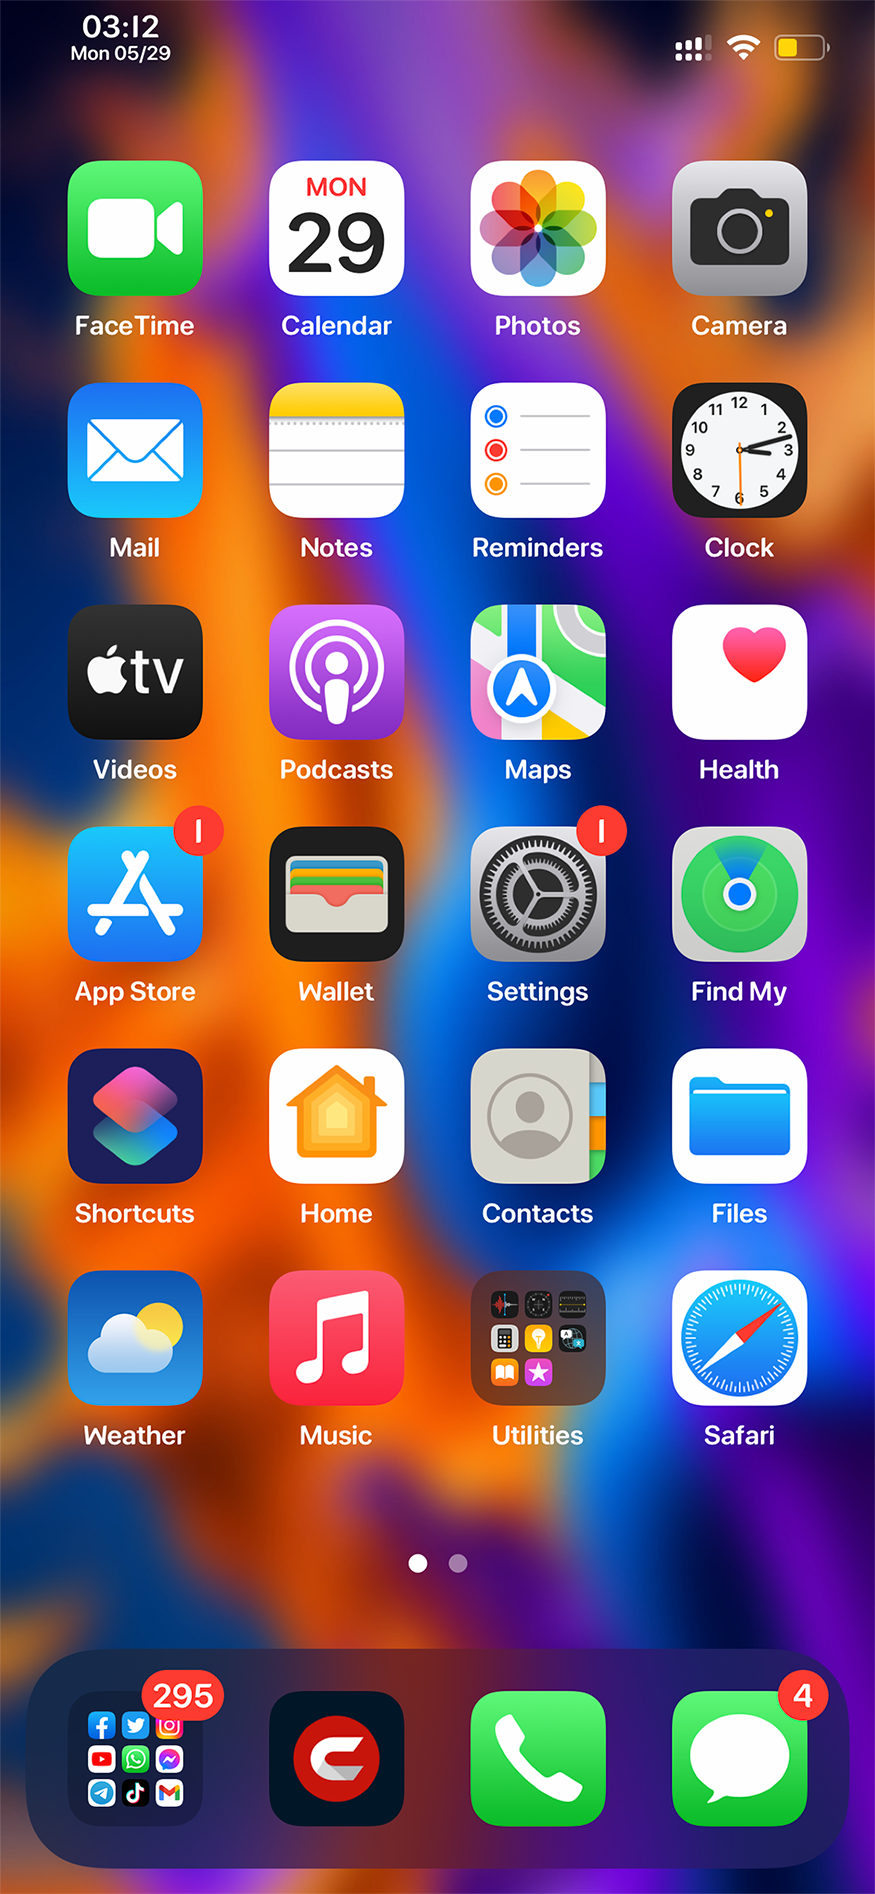 03:12
Mon 05/29
MON
29
FaceTime
Calendar
Photos
Camera
12
11
1
10
2
9
3
8
4
7
6
5
Mail
Notes
Reminders
Clock
tv
Videos
Podcasts
Maps
Health
1
1
App Store
Wallet
Settings
Find My
Shortcuts
Home
Contacts
Files
Weather
Music
Utilities
Safari
295
4